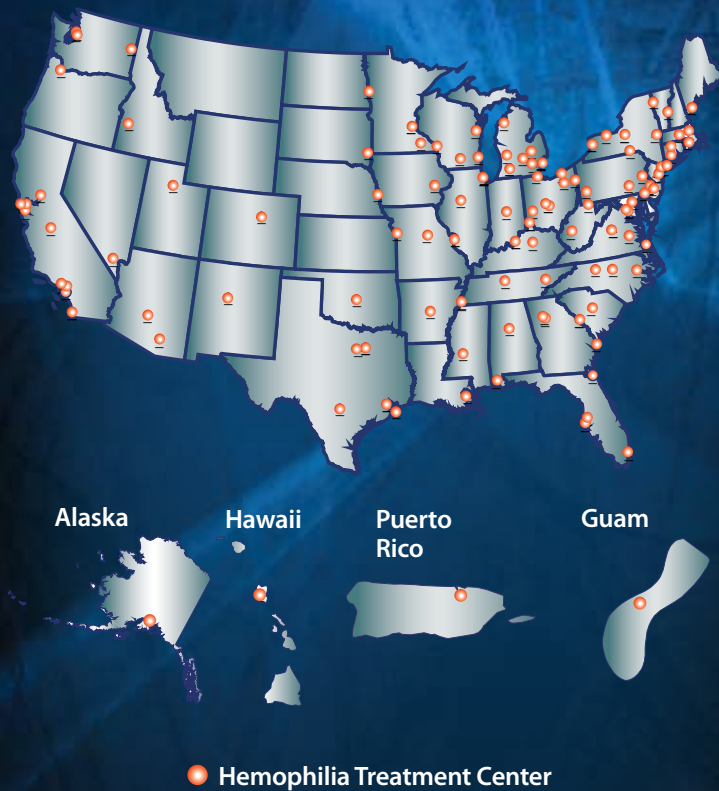 Alaska
Hawaii
Puerto
Rico
Guam
Hemophilia Treatment Center